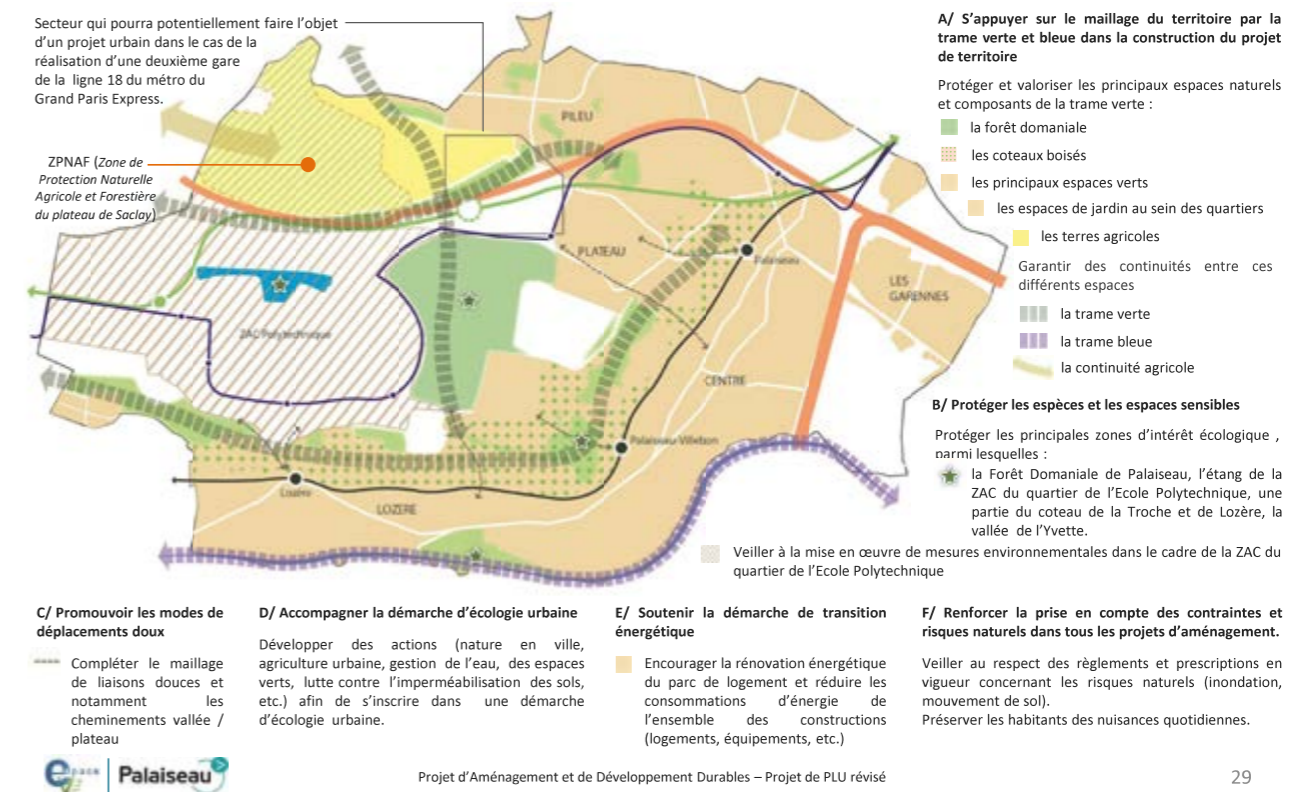 Secteur qui pourra potentiellement faire l'objet
d'un projet urbain dans le cas de la
réalisation d'une deuxième gare
de la ligne 18 du métro du
Grand Paris Express.
ZPNAF (Zone de
Protection Naturelle
Agricole et Forestière
du plateau de Saclay)
PILEU
PLATEAU
Palaiseau
LES
GARENNES
ZAC Polytechnique
CENTRE
Palaiseau-Villebon
Lozère
LOZERE
A/ S'appuyer sur le maillage du territoire par la
trame verte et bleue dans la construction du projet
de territoire
Protéger et valoriser les principaux espaces naturels
et composants de la trame verte :
la forêt domaniale
les coteaux boisés
les principaux espaces verts
les espaces de jardin au sein des quartiers
les terres agricoles
Garantir des continuités entre ces
différents espaces
la trame verte
la trame bleue
la continuité agricole
B/ Protéger les espèces et les espaces sensibles
Protéger les principales zones d'intérêt écologique ,
parmi lesquelles :
la Forêt Domaniale de Palaiseau, l'étang de la
ZAC du quartier de l'Ecole Polytechnique, une
partie du coteau de la Troche et de Lozère, la
vallée de l'Yvette.
Veiller à la mise en œuvre de mesures environnementales dans le cadre de la ZAC du
quartier de l'Ecole Polytechnique
C/ Promouvoir les modes de
déplacements doux
Compléter le maillage
de liaisons douces et
notamment les
cheminements vallée /
plateau
D/ Accompagner la démarche d'écologie urbaine
Développer des actions (nature en ville,
agriculture urbaine, gestion de l'eau, des espaces
verts, lutte contre l'imperméabilisation des sols,
etc.) afin de s'inscrire dans une démarche
d'écologie urbaine.
E/ Soutenir la démarche de transition
énergétique
Encourager la rénovation énergétique
du parc de logement et réduire les
consommations d'énergie de
l'ensemble des constructions
(logements, équipements, etc.)
F/ Renforcer la prise en compte des contraintes et
risques naturels dans tous les projets d'aménagement.
Veiller au respect des règlements et prescriptions en
vigueur concernant les risques naturels (inondation,
mouvement de sol).
Préserver les habitants des nuisances quotidiennes.
Palaiseau
Projet d'Aménagement et de Développement Durables – Projet de PLU révisé
29